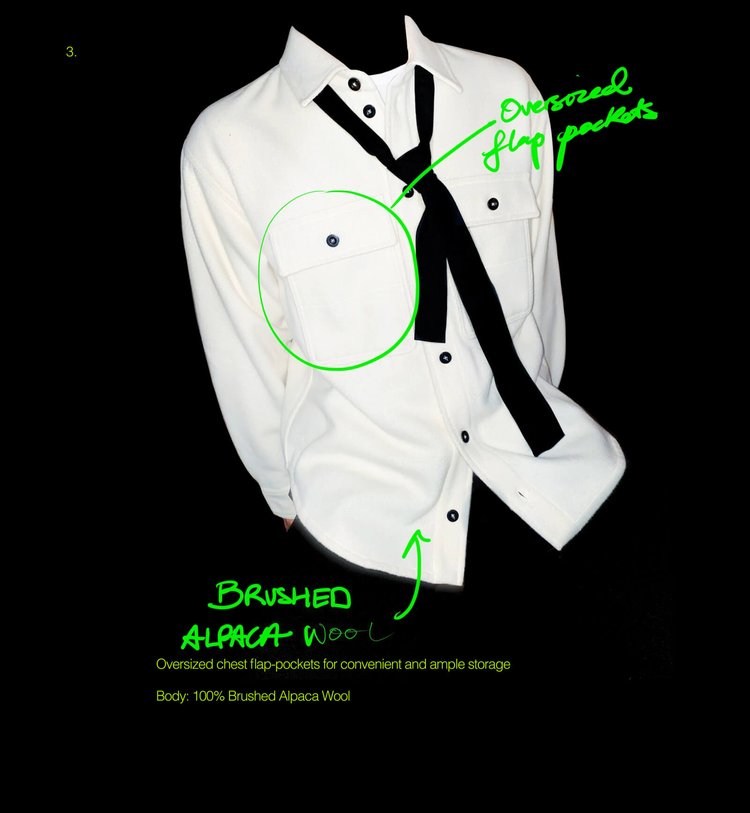 3.
Oversized
flap pockets
BRUSHED
ALPACA WOOL
Oversized chest flap-pockets for convenient and ample storage
Body: 100% Brushed Alpaca Wool